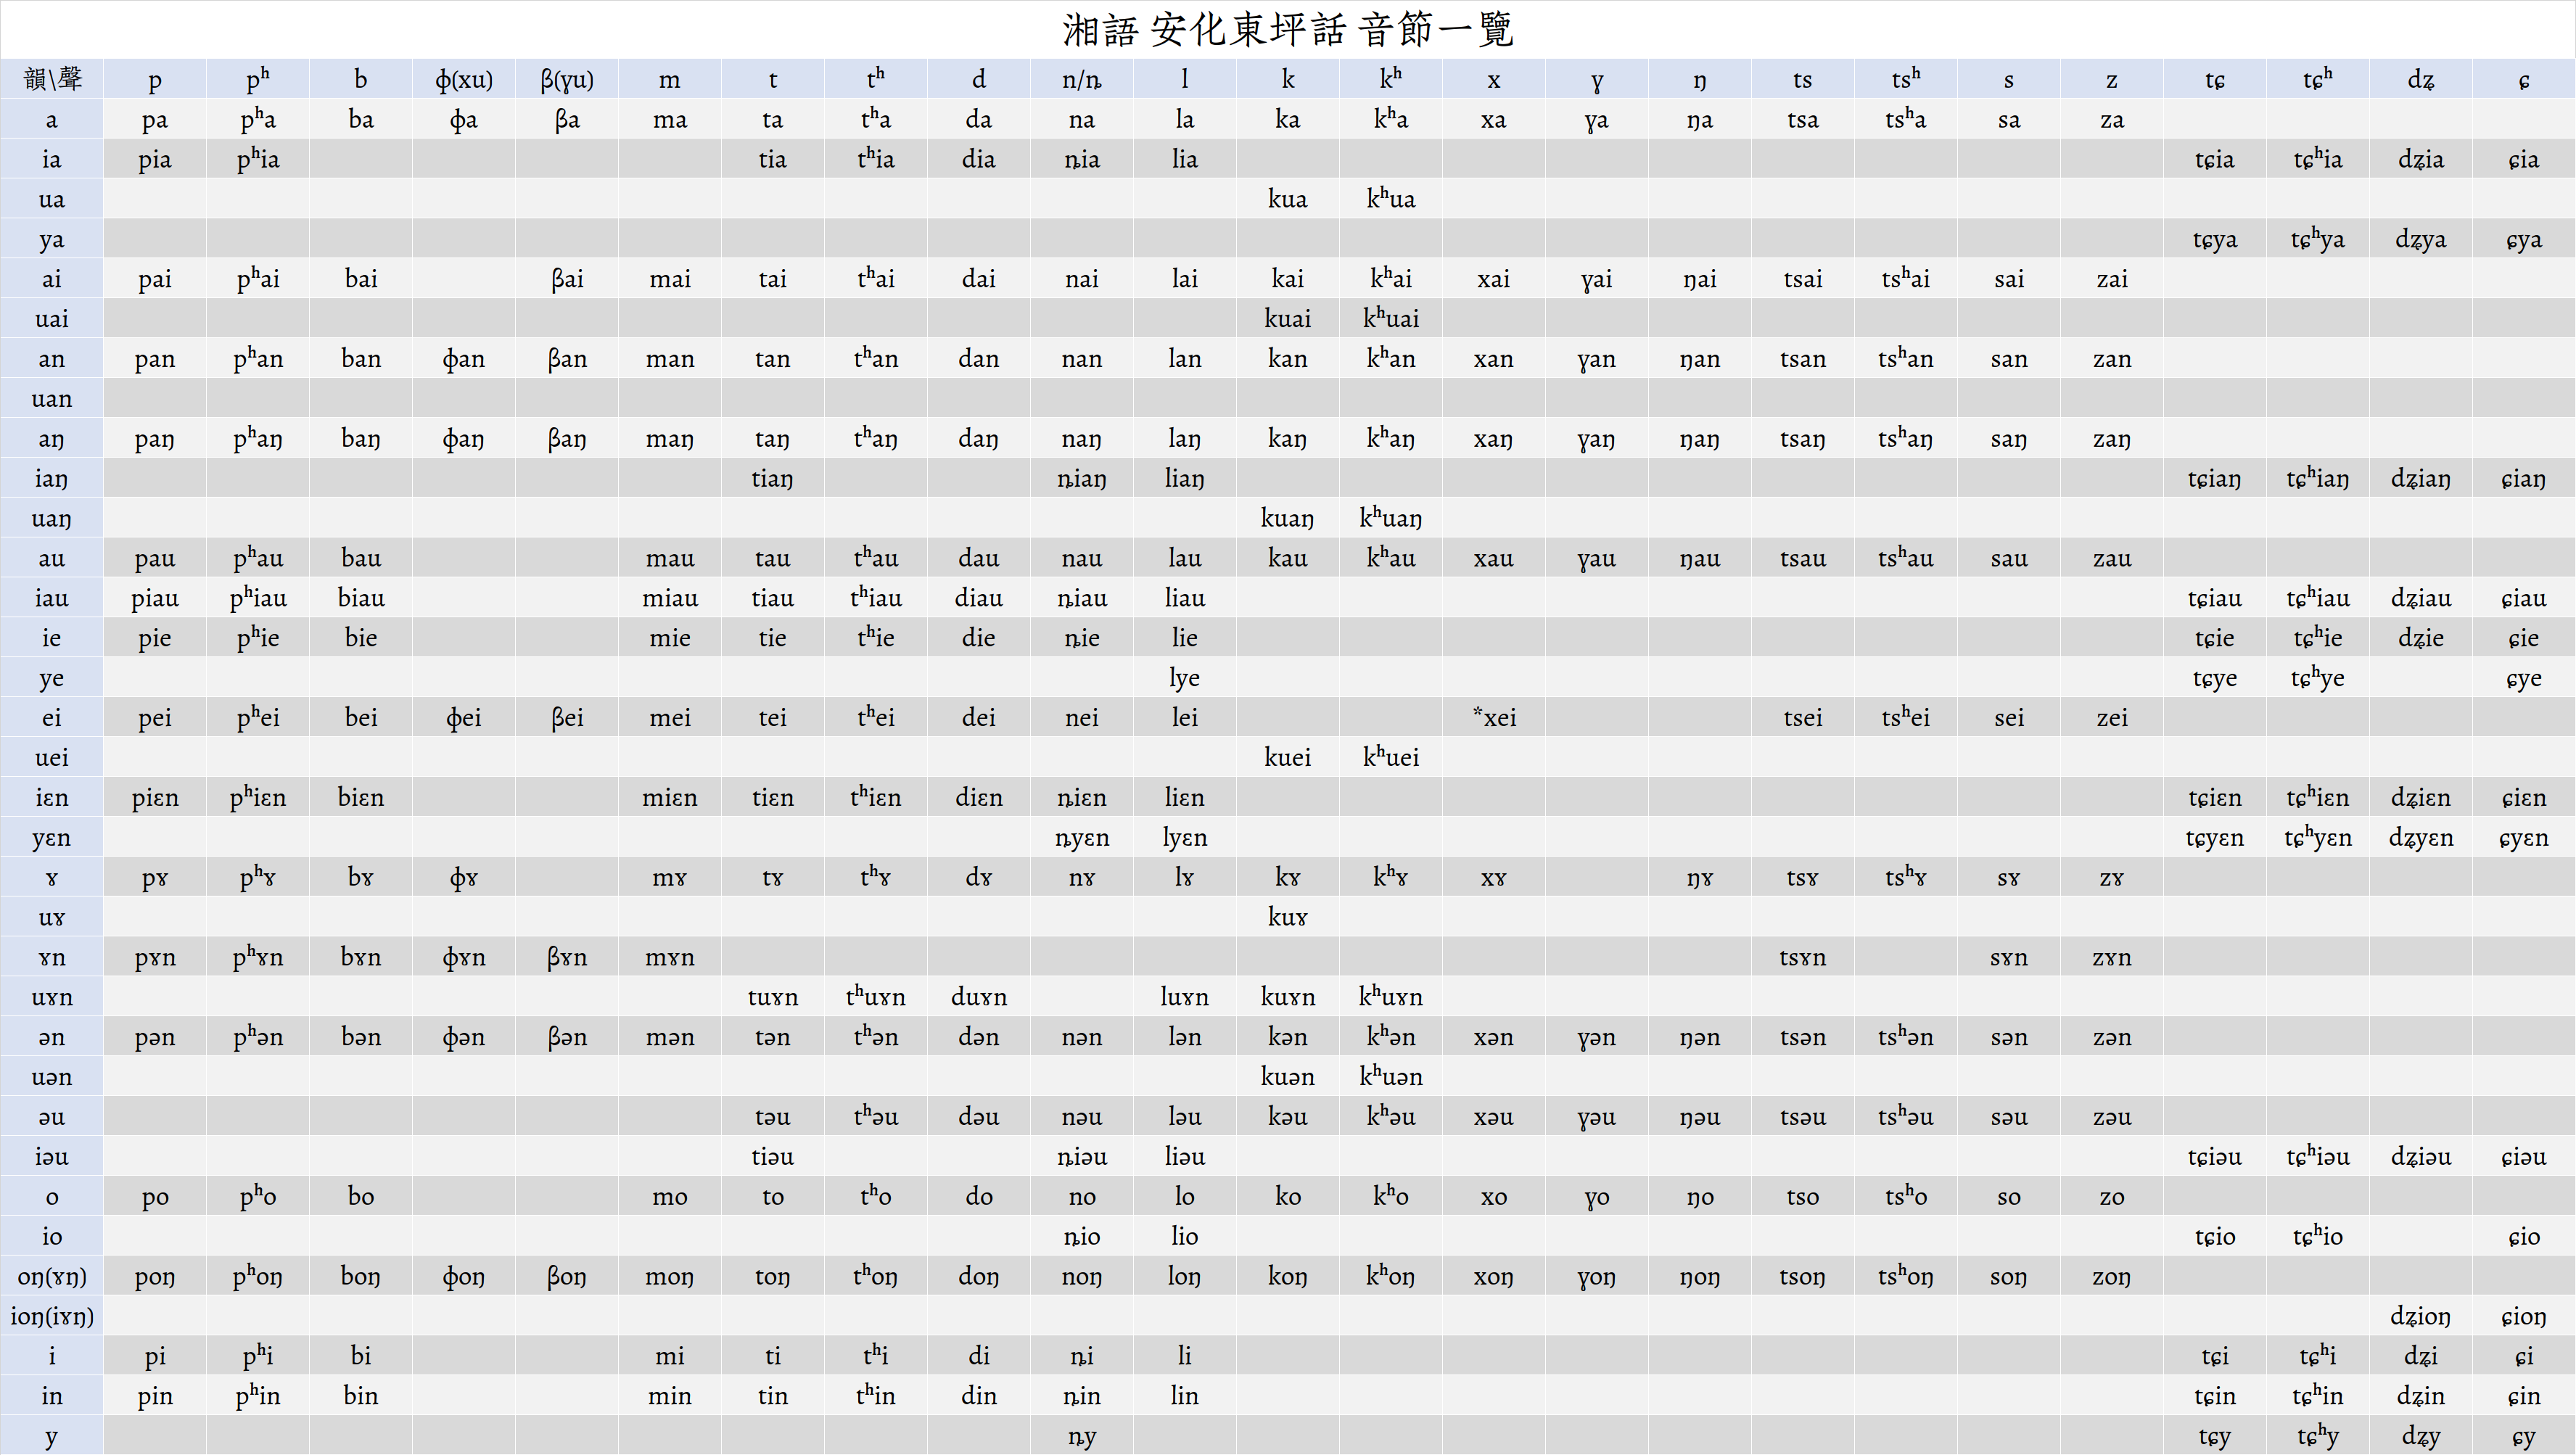 湘語 安化東坪話 音節一覽
韻\聲 p pʰ b ɸ(xu) β(ɣu) m t tʰ d n/ȵ l k kʰ x ɣ ŋ ts tsʰ s z tɕ tɕʰ dʑ ɕ
a pa pʰa ba ɸa βa ma ta tʰa da na la ka kʰa xa ɣa ŋa tsa tsʰa sa za
ia pia pʰia tia tʰia dia ȵia lia tɕia tɕʰia dʑia ɕia
ua kua kʰua
ya tɕya tɕʰya dʑya ɕya
ai pai pʰai bai βai mai tai tʰai dai nai lai kai kʰai xai ɣai ŋai tsai tsʰai sai zai
uai kuai kʰuai
an pan pʰan ban ɸan βan man tan tʰan dan nan lan kan kʰan xan ɣan ŋan tsan tsʰan san zan
uan
aŋ paŋ pʰaŋ baŋ ɸaŋ βaŋ maŋ taŋ tʰaŋ daŋ naŋ laŋ kaŋ kʰaŋ xaŋ ɣaŋ ŋaŋ tsaŋ tsʰaŋ saŋ zaŋ
iaŋ tiaŋ ȵiaŋ liaŋ tɕiaŋ tɕʰiaŋ dʑiaŋ ɕiaŋ
uaŋ kuaŋ kʰuaŋ
au pau pʰau bau mau tau tʰau dau nau lau kau kʰau xau ɣau ŋau tsau tsʰau sau zau
iau piau pʰiau biau miau tiau tʰiau diau ȵiau liau tɕiau tɕʰiau dʑiau ɕiau
ie pie pʰie bie mie tie tʰie die ȵie lie tɕie tɕʰie dʑie ɕie
ye lye tɕye tɕʰye ɕye
ei pei pʰei bei ɸei βei mei tei tʰei dei nei lei *xei tsei tsʰei sei zei
uei kuei kʰuei
iɛn piɛn pʰiɛn biɛn miɛn tiɛn tʰiɛn diɛn ȵiɛn liɛn tɕiɛn tɕʰiɛn dʑiɛn ɕiɛn
yɛn ȵyɛn lyɛn tɕyɛn tɕʰyɛn dʑyɛn ɕyɛn
ɤ pɤ pʰɤ bɤ ɸɤ mɤ tɤ tʰɤ dɤ nɤ lɤ kɤ kʰɤ xɤ ŋɤ tsɤ tsʰɤ sɤ zɤ
uɤ kuɤ
ɤn pɤn pʰɤn bɤn ɸɤn βɤn mɤn tsɤn sɤn zɤn
uɤn tuɤn tʰuɤn duɤn luɤn kuɤn kʰuɤn
ən pən pʰən bən ɸən βən mən tən tʰən dən nən lən kən kʰən xən ɣən ŋən tsən tsʰən sən zən
uən kuən kʰuən
əu təu tʰəu dəu nəu ləu kəu kʰəu xəu ɣəu ŋəu tsəu tsʰəu səu zəu
iəu tiəu ȵiəu liəu tɕiəu tɕʰiəu dʑiəu ɕiəu
o po pʰo bo mo to tʰo do no lo ko kʰo xo ɣo ŋo tso tsʰo so zo
io ȵio lio tɕio tɕʰio ɕio
oŋ(ɤŋ) poŋ pʰoŋ boŋ ɸoŋ βoŋ moŋ toŋ tʰoŋ doŋ noŋ loŋ koŋ kʰoŋ xoŋ ɣoŋ ŋoŋ tsoŋ tsʰoŋ soŋ zoŋ
ioŋ(iɤŋ) dʑioŋ ɕioŋ
i pi pʰi bi mi ti tʰi di ȵi li tɕi tɕʰi dʑi ɕi
in pin pʰin bin min tin tʰin din ȵin lin tɕin tɕʰin dʑin ɕin
y ȵy tɕy tɕʰy dʑy ɕy